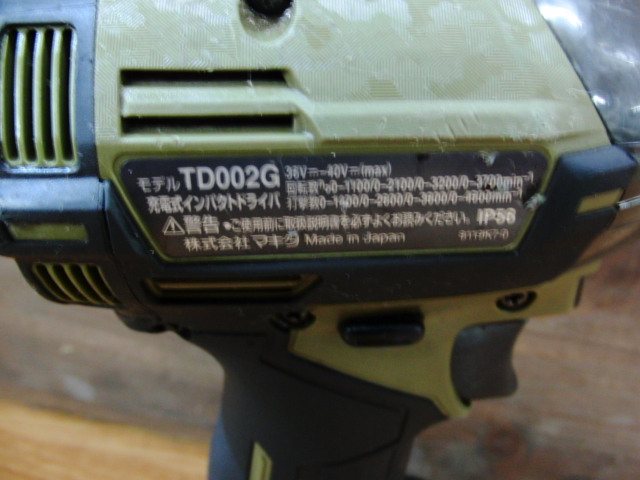 モデル TD002G 36V⎓-40V⎓(max)
充電式インパクトドライバ 回転数 0-1100/0-2100/0-3200/0-3700min⁻¹
打撃数 0-2600/0-3600/0-4600min⁻¹
⚠警告・ご使用前に取扱説明書を必ずよくお読みください。 IP56
株式会社 マキタ Made in Japan